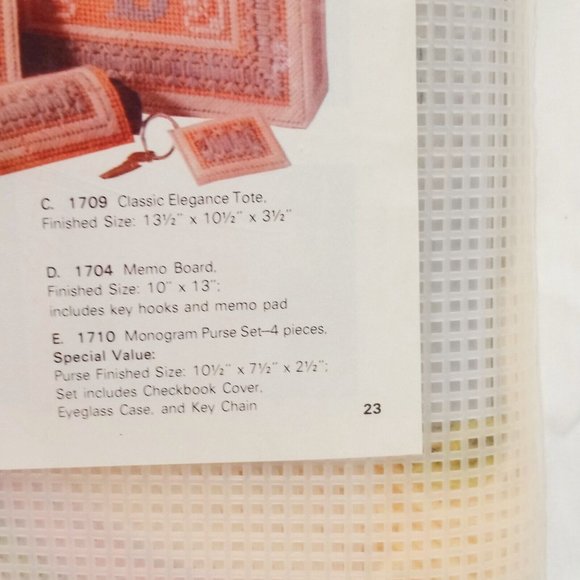 C. 1709 Classic Elegance Tote.
Finished Size: 13½" x 10½" x 3½"
D. 1704 Memo Board.
Finished Size: 10" x 13";
includes key hooks and memo pad
E. 1710 Monogram Purse Set—4 pieces.
Special Value:
Purse Finished Size: 10½" x 7½" x 2½";
Set includes Checkbook Cover,
Eyeglass Case, and Key Chain
23